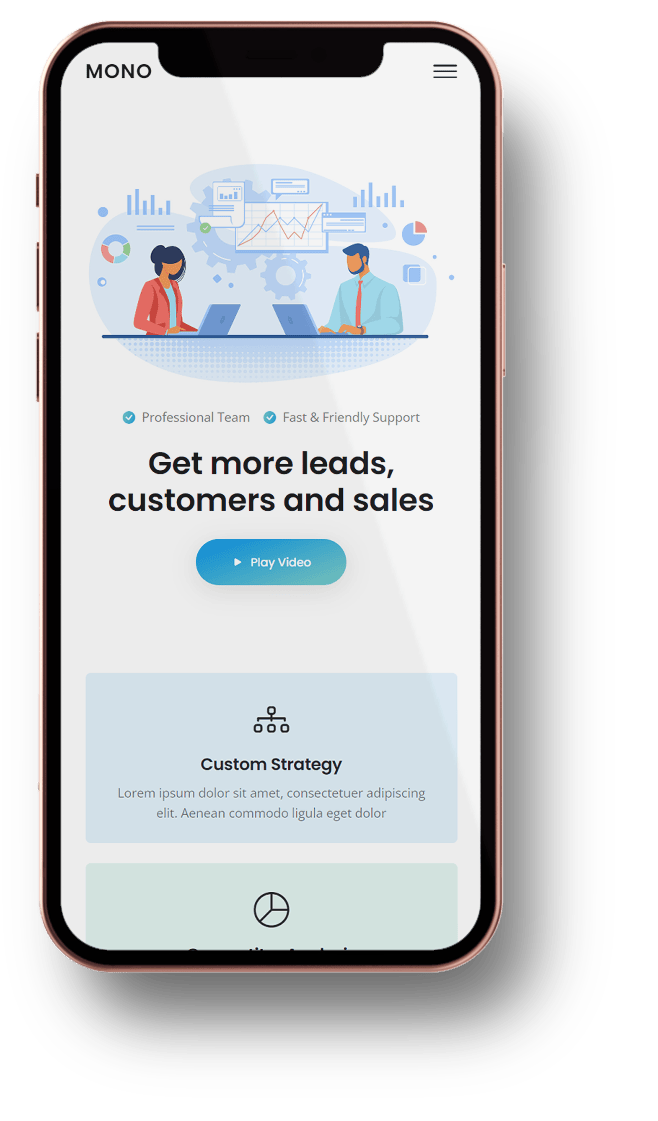 MONO
Professional Team Fast & Friendly Support
Get more leads,
customers and sales
Play Video
Custom Strategy
Lorem ipsum dolor sit amet, consectetuer adipiscing
elit. Aenean commodo ligula eget dolor